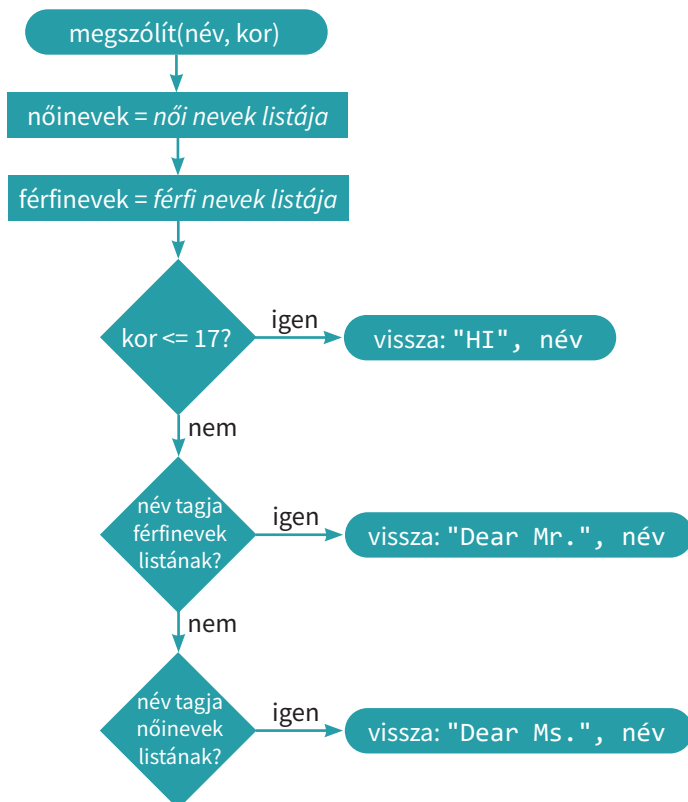 megszólít(név, kor)
nőinevek = női nevek listája
férfinevek = férfi nevek listája
kor <= 17?
igen
vissza: "HI", név
nem
név tagja
férfinevek
listának?
igen
vissza: "Dear Mr.", név
nem
név tagja
nőinevek
listának?
igen
vissza: "Dear Ms.", név